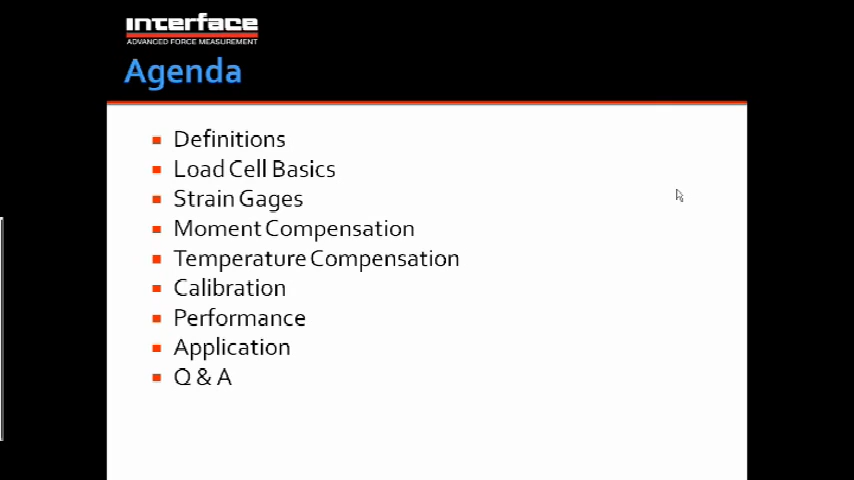 Interface
ADVANCED FORCE MEASUREMENT
Agenda
Definitions
Load Cell Basics
Strain Gages
Moment Compensation
Temperature Compensation
Calibration
Performance
Application
Q & A